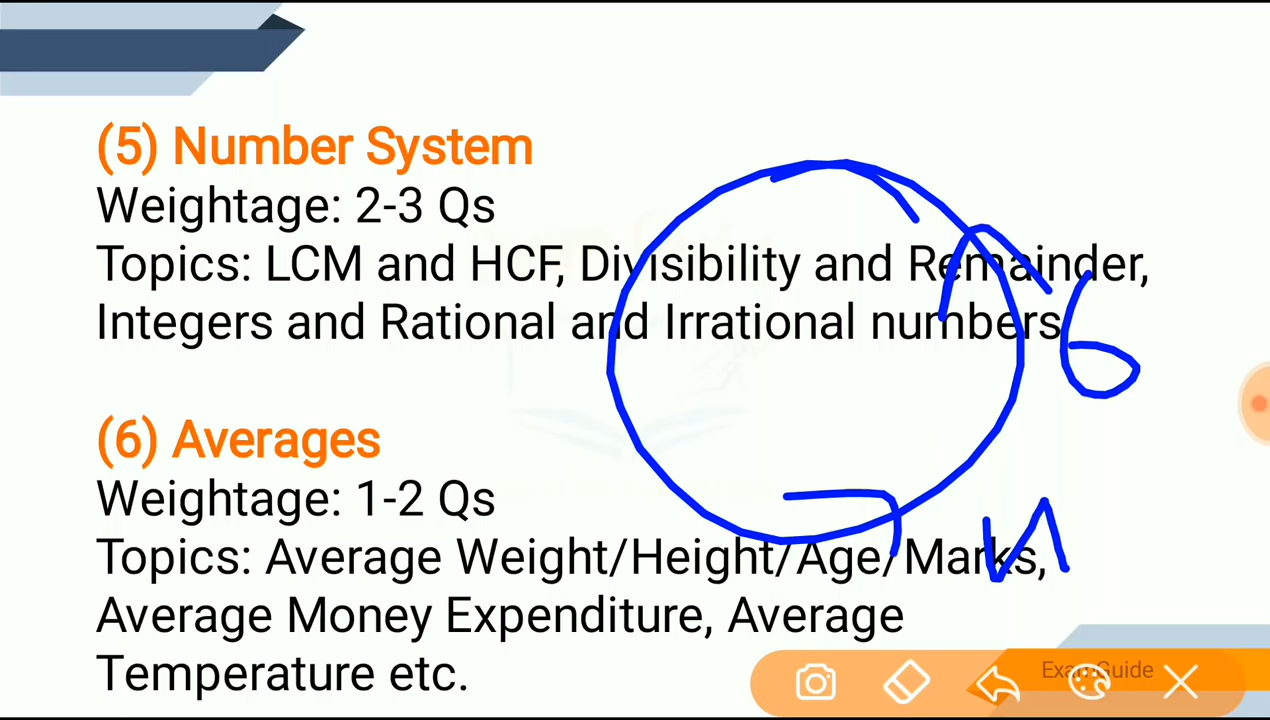 (5) Number System
Weightage: 2-3 Qs
Topics: LCM and HCF, Divisibility and Remainder,
Integers and Rational and Irrational numbers
6
(6) Averages
Weightage: 1-2 Qs
Topics: Average Weight/Height/Age/Marks,
Average Money Expenditure, Average
Temperature etc.
ExamGuide